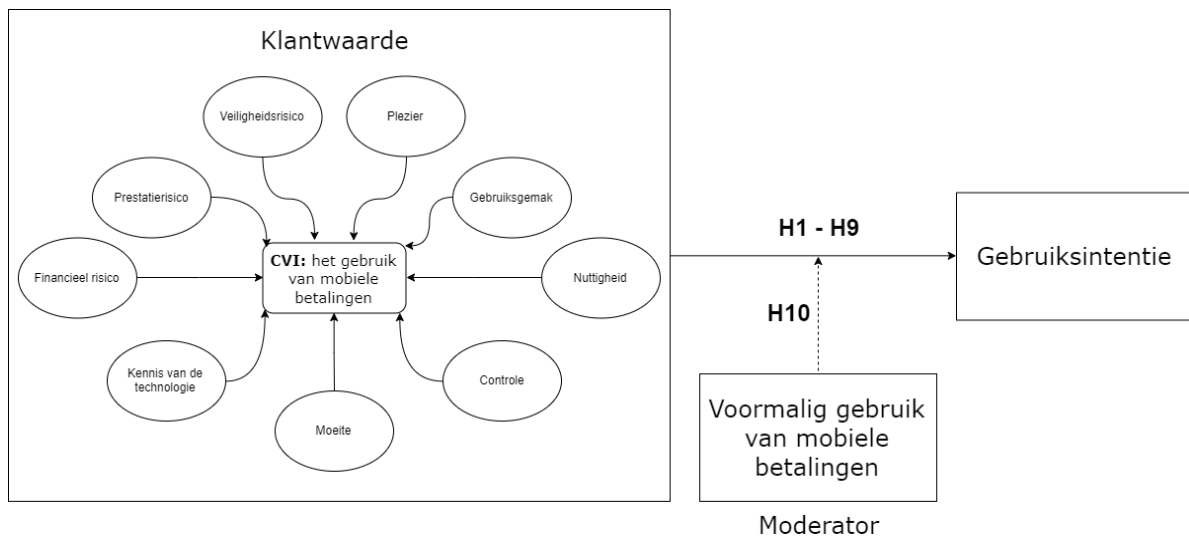 Klantwaarde
Veiligheidsrisico
Plezier
Prestatierisico
Gebruiksgemak
Financieel risico
CVI: het gebruik
van mobiele
betalingen
Nuttigheid
Kennis van de
technologie
Moeite
Controle
H1 - H9
H10
Gebruiksintentie
Voormalig gebruik
van mobiele
betalingen
Moderator